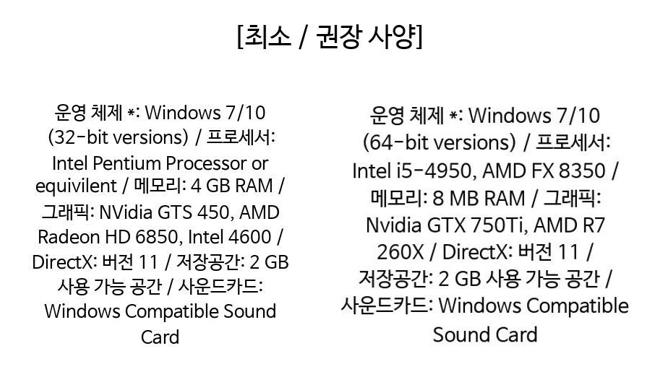 [최소 / 권장 사양]
운영 체제 *: Windows 7/10
(32-bit versions) / 프로세서:
Intel Pentium Processor or
equivilent / 메모리: 4 GB RAM /
그래픽: NVidia GTS 450, AMD
Radeon HD 6850, Intel 4600 /
DirectX: 버전 11 / 저장공간: 2 GB
사용 가능 공간 / 사운드카드:
Windows Compatible Sound
Card
운영 체제 *: Windows 7/10
(64-bit versions) / 프로세서:
Intel i5-4950, AMD FX 8350 /
메모리: 8 MB RAM / 그래픽:
Nvidia GTX 750Ti, AMD R7
260X / DirectX: 버전 11 /
저장공간: 2 GB 사용 가능 공간 /
사운드카드: Windows Compatible
Sound Card